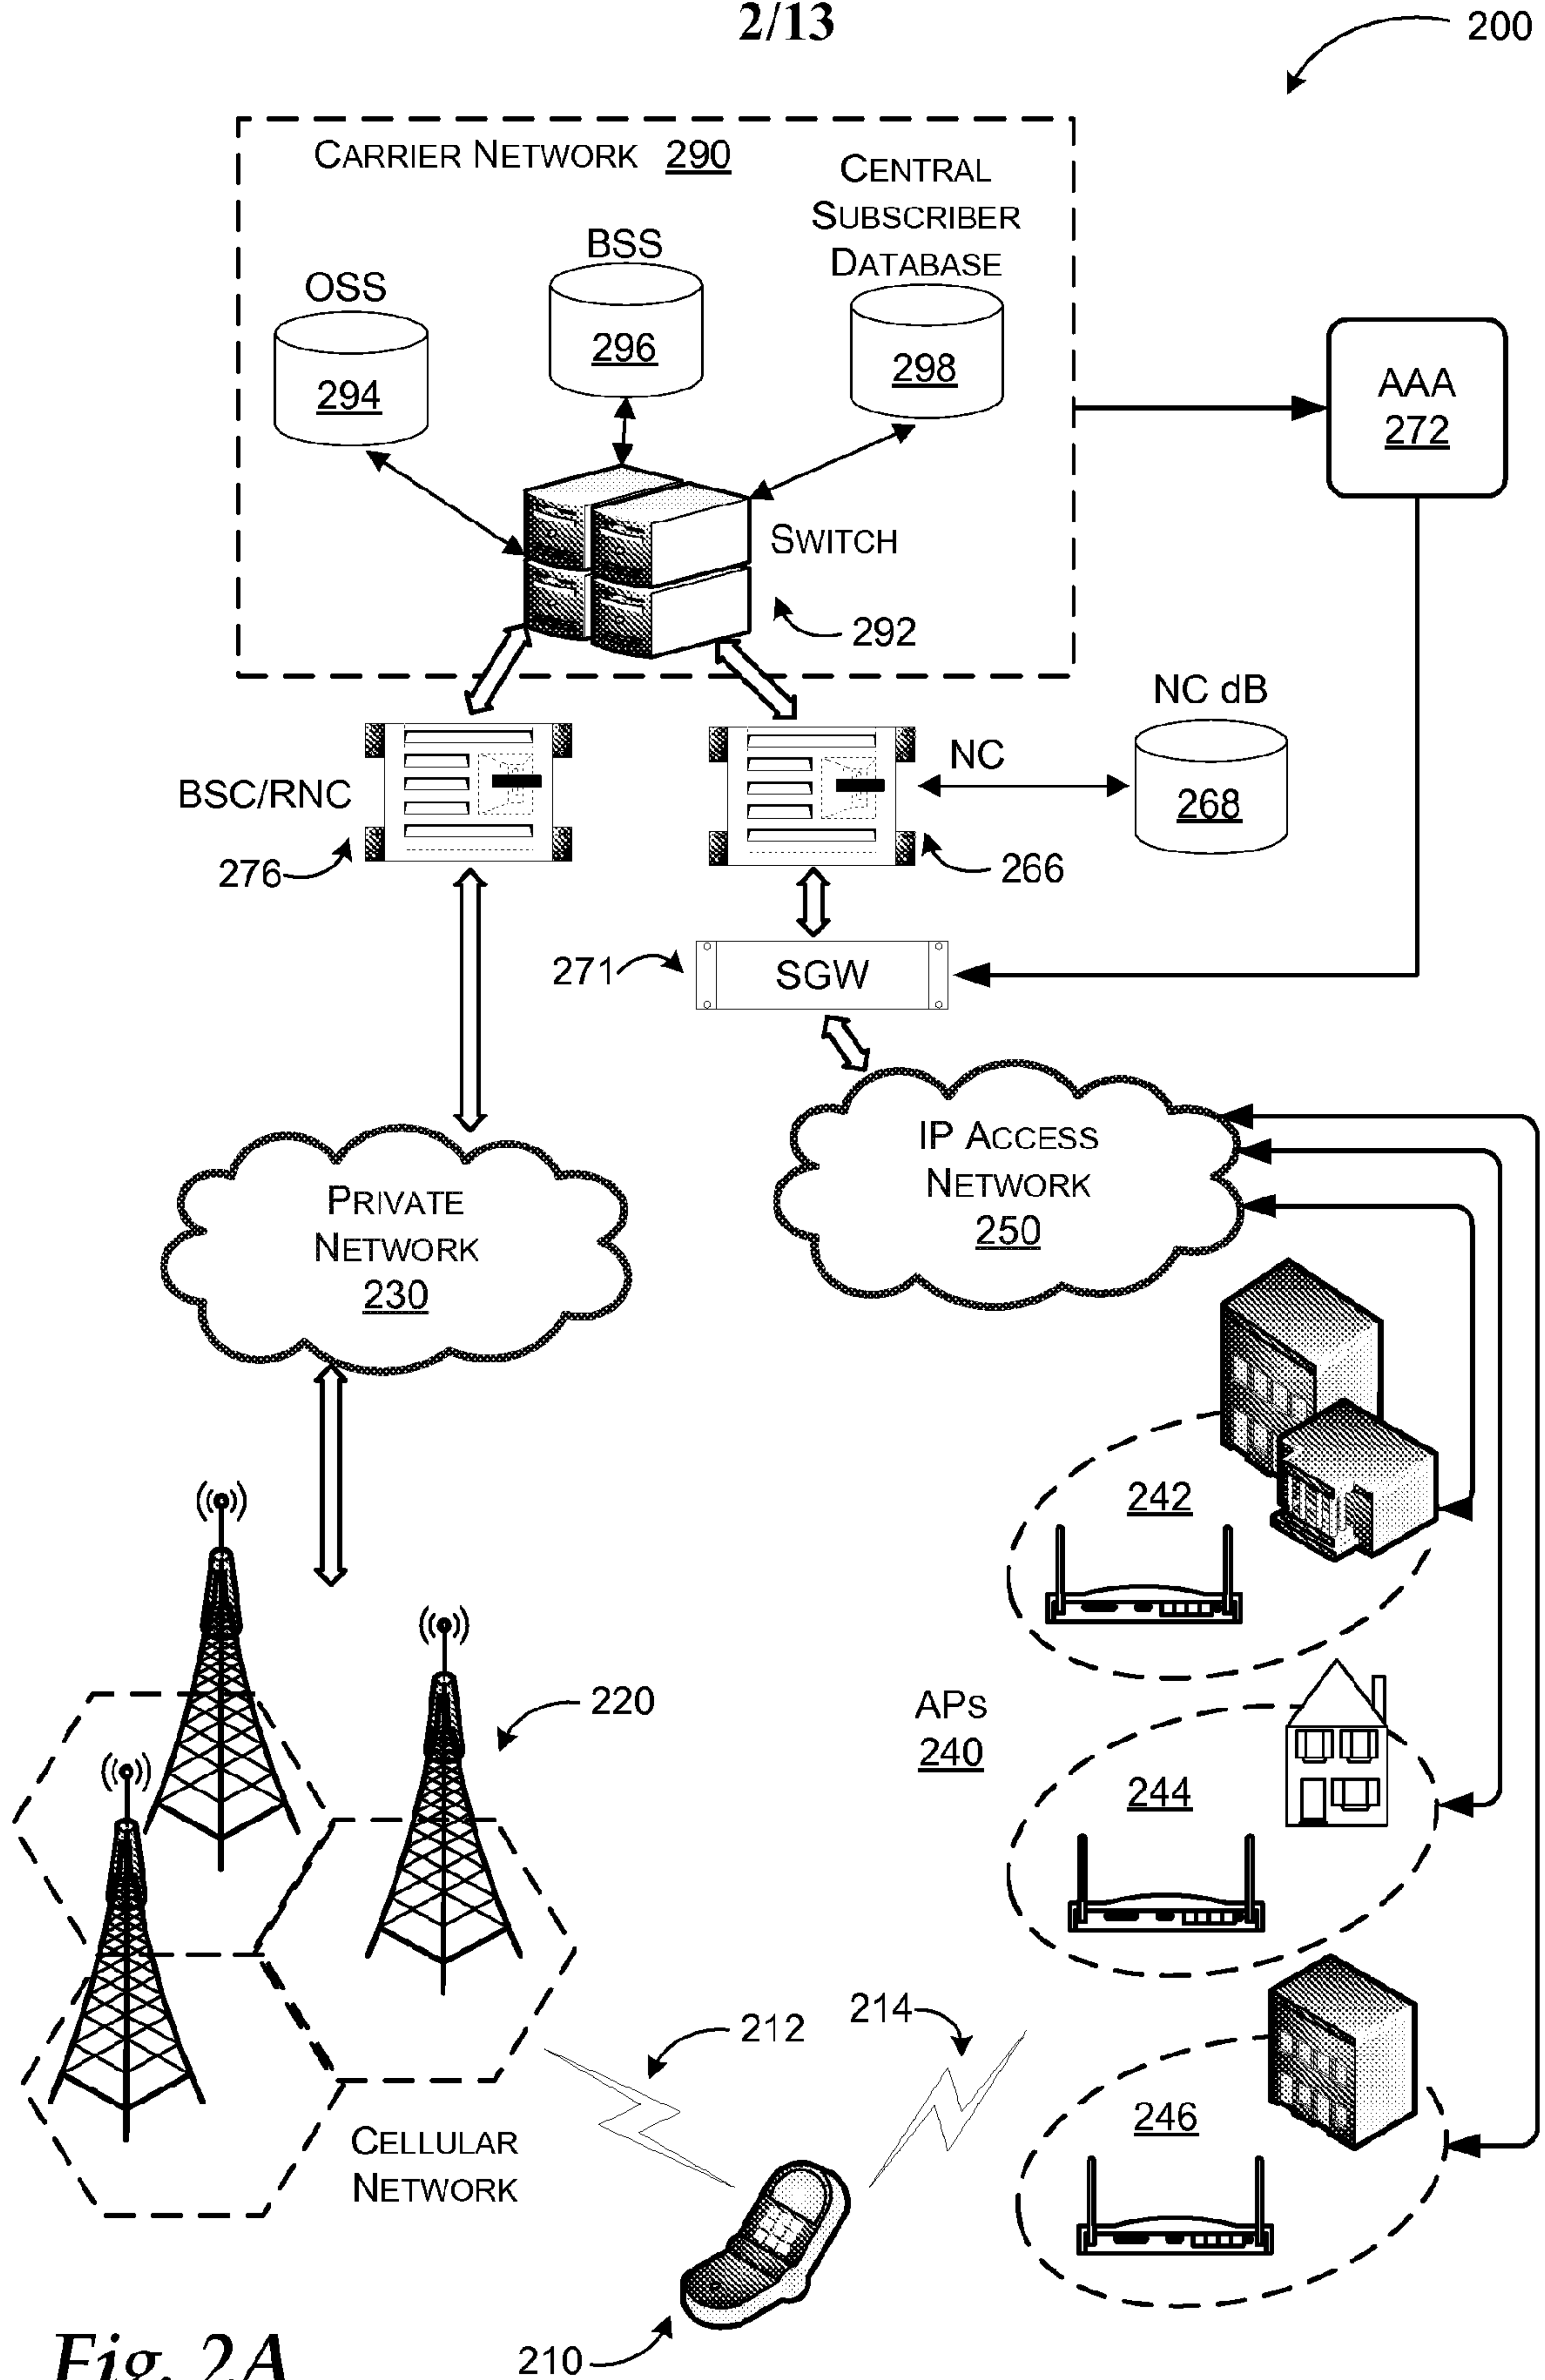 2/13
200
CARRIER NETWORK 290
CENTRAL
SUBSCRIBER
DATABASE
BSS
OSS
294
296
298
AAA
272
SWITCH
292
NC dB
268
BSC/RNC
NC
276
266
271
SGW
IP ACCESS
NETWORK
250
PRIVATE
NETWORK
230
242
220
APs
240
244
212
214
246
CELLULAR
NETWORK
210
Fig. 2A